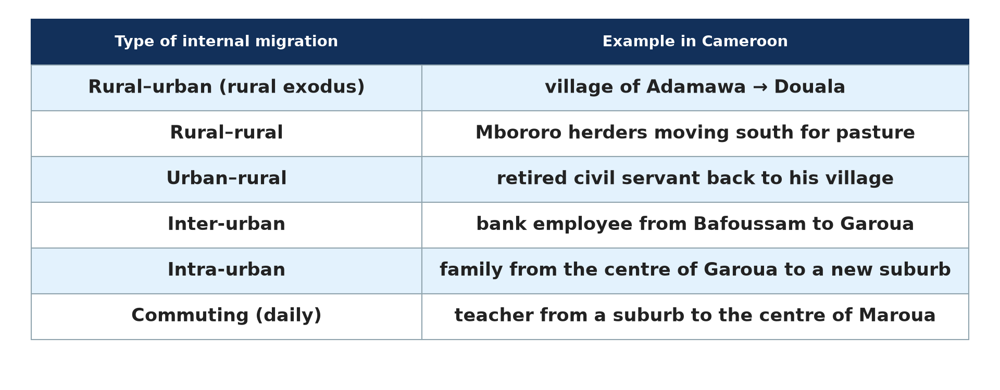 Type of internal migration Example in Cameroon
Rural–urban (rural exodus) village of Adamawa → Douala
Rural–rural Mbororo herders moving south for pasture
Urban–rural retired civil servant back to his village
Inter-urban bank employee from Bafoussam to Garoua
Intra-urban family from the centre of Garoua to a new suburb
Commuting (daily) teacher from a suburb to the centre of Maroua